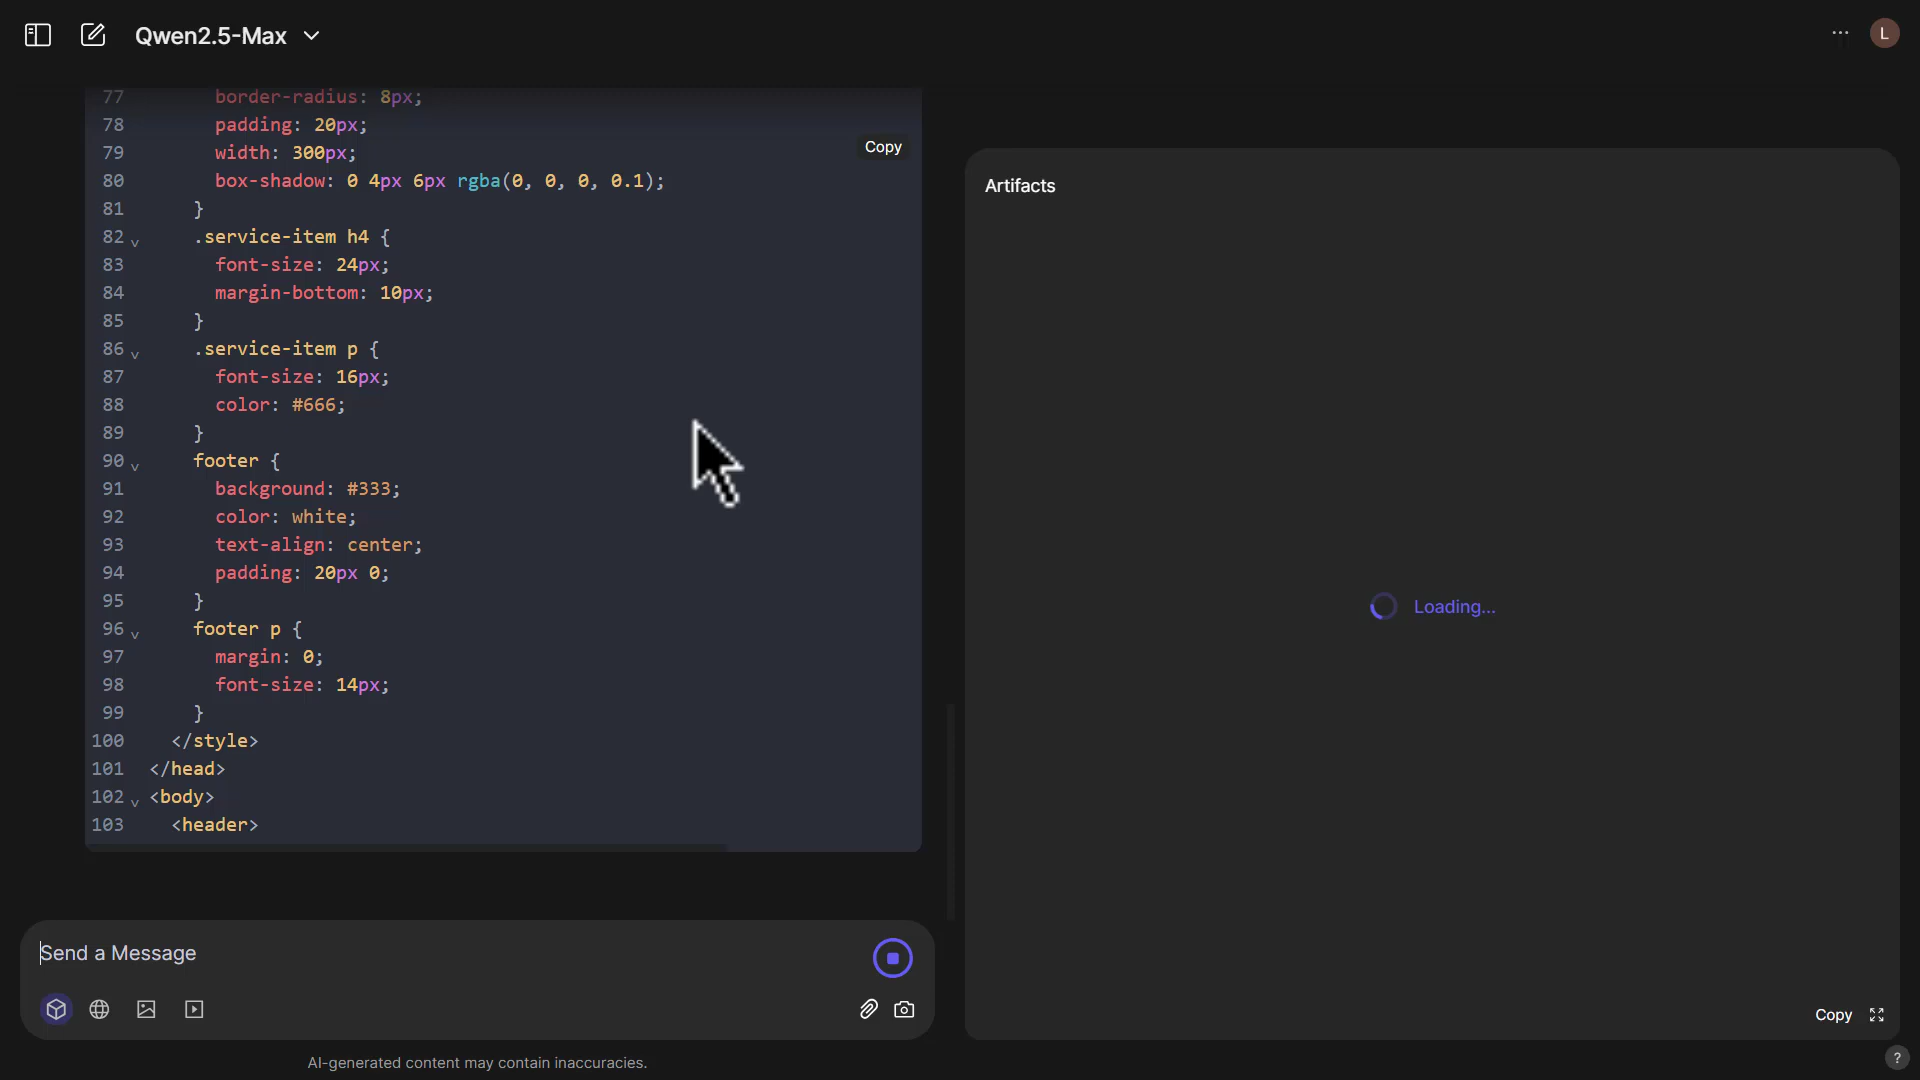 Qwen2.5-Max
L
77 border-radius: 8px;
78 padding: 20px;
79 width: 300px;
Copy
80 box-shadow: 0 4px 6px rgba(0, 0, 0, 0.1);
81 }
82 .service-item h4 {
83 font-size: 24px;
84 margin-bottom: 10px;
85 }
86 .service-item p {
87 font-size: 16px;
88 color: #666;
89 }
90 footer {
91 background: #333;
92 color: white;
93 text-align: center;
94 padding: 20px 0;
95 }
96 footer p {
97 margin: 0;
98 font-size: 14px;
99 }
100 </style>
101 </head>
102 <body>
103 <header>
Send a Message
AI-generated content may contain inaccuracies.
Artifacts
Loading...
Copy
?